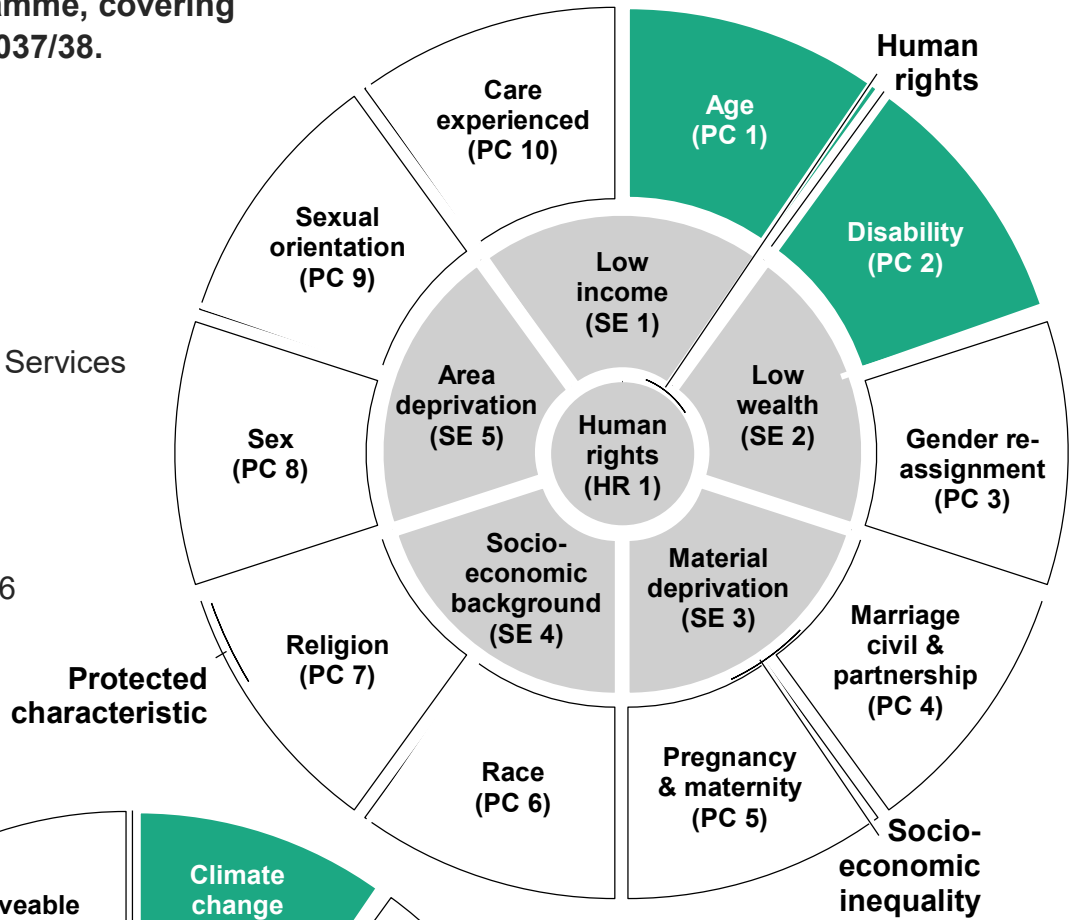 amme, covering
037/38.
Human
rights
Care
experienced
(PC 10)
Age
(PC 1)
Sexual
orientation
(PC 9)
Disability
(PC 2)
Low
income
(SE 1)
Services
Area
deprivation
(SE 5)
Low
wealth
(SE 2)
Sex
(PC 8)
Human
rights
(HR 1)
Gender re-
assignment
(PC 3)
Socio-
economic
background
(SE 4)
Material
deprivation
(SE 3)
6
Religion
(PC 7)
Marriage
civil &
partnership
(PC 4)
Protected
characteristic
Race
(PC 6)
Pregnancy
& maternity
(PC 5)
Socio-
economic
inequality
Climate
change
veable